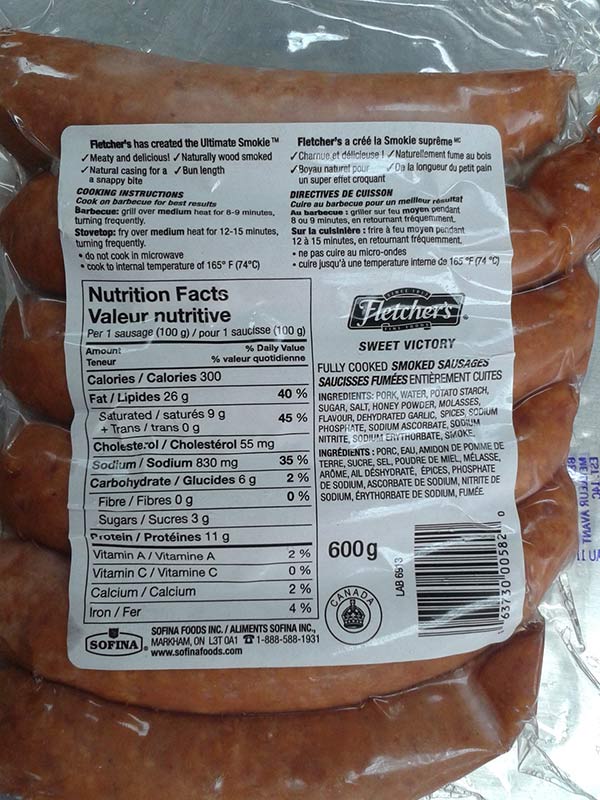 Fletcher's has created the Ultimate Smokie™
✓ Meaty and delicious! ✓ Naturally wood smoked
✓ Natural casing for a snappy bite ✓ Bun length
COOKING INSTRUCTIONS
Cook on barbecue for best results
Barbecue: grill over medium heat for 8-9 minutes,
turning frequently.
Stovetop: fry over medium heat for 12-15 minutes,
turning frequently.
• do not cook in microwave
• cook to internal temperature of 165° F (74°C)
Fletcher's a créé la Smokie suprême MC
✓ Charnue et délicieuse ! ✓ Naturellement fume au bois
✓ Boyau naturel pour un super effet croquant ✓ De la longueur du petit pain
DIRECTIVES DE CUISSON
Cuire au barbecue pour un meilleur résultat
Au barbecue : griller sur feu moyen pendant
8 ou 9 minutes, en retournant fréquemment.
Sur la cuisinière : frire à feu moyen pendant
12 à 15 minutes, en retournant fréquemment.
• ne pas cuire au micro-ondes
• cuire jusqu'à une temperature interne de 165 °F (74 °C)
Nutrition Facts
Valeur nutritive
Per 1 sausage (100 g) / pour 1 saucisse (100 g)
Amount % Daily Value
Teneur % valeur quotidienne
Calories / Calories 300
Fat / Lipides 26 g 40 %
Saturated / saturés 9 g 45 %
+ Trans / trans 0 g
Cholesterol / Cholestérol 55 mg
Sodium / Sodium 830 mg 35 %
Carbohydrate / Glucides 6 g 2 %
Fibre / Fibres 0 g 0 %
Sugars / Sucres 3 g
Protein / Protéines 11 g
Vitamin A / Vitamine A 2 %
Vitamin C / Vitamine C 0 %
Calcium / Calcium 2 %
Iron / Fer 4 %
SINCE 1917
Fletcher's
FINE FOODS
SWEET VICTORY
FULLY COOKED SMOKED SAUSAGES
SAUCISSES FUMÉES ENTIÈREMENT CUITES
INGREDIENTS: PORK, WATER, POTATO STARCH,
SUGAR, SALT, HONEY POWDER, MOLASSES,
FLAVOUR, DEHYDRATED GARLIC, SPICES, SODIUM
PHOSPHATE, SODIUM ASCORBATE, SODIUM
NITRITE, SODIUM ERYTHORBATE, SMOKE.
INGRÉDIENTS : PORC, EAU, AMIDON DE POMME DE
TERRE, SUCRE, SEL, POUDRE DE MIEL, MÉLASSE,
ARÔME, AIL DÉSHYDRATÉ, ÉPICES, PHOSPHATE
DE SODIUM, ASCORBATE DE SODIUM, NITRITE DE
SODIUM, ÉRYTHORBATE DE SODIUM, FUMÉE.
600 g
CANADA
LAB 6913
63730 00582 0
SOFINA
SOFINA FOODS INC. / ALIMENTS SOFINA INC.,
MARKHAM, ON L3T 0A1 ☎ 1-888-588-1931
www.sofinafoods.com
MEILLEUR AVANT